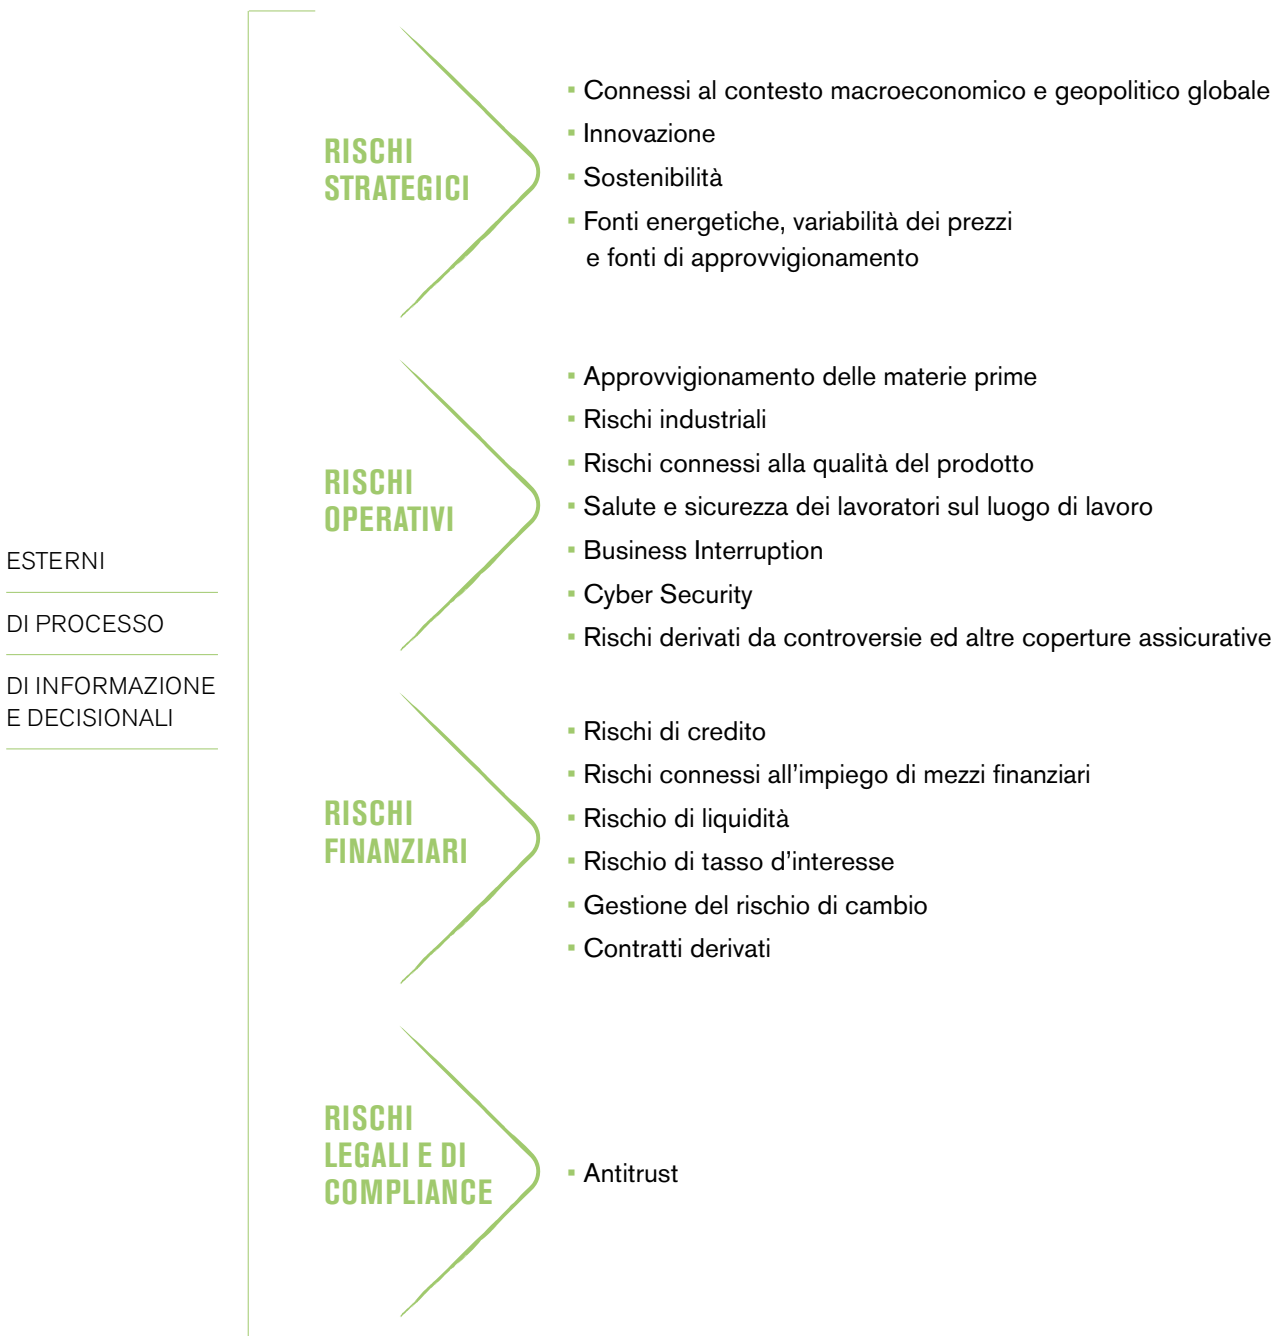 ESTERNI
DI PROCESSO
DI INFORMAZIONE
E DECISIONALI
RISCHI
STRATEGICI
▪ Connessi al contesto macroeconomico e geopolitico globale
▪ Innovazione
▪ Sostenibilità
▪ Fonti energetiche, variabilità dei prezzi
e fonti di approvvigionamento
RISCHI
OPERATIVI
▪ Approvvigionamento delle materie prime
▪ Rischi industriali
▪ Rischi connessi alla qualità del prodotto
▪ Salute e sicurezza dei lavoratori sul luogo di lavoro
▪ Business Interruption
▪ Cyber Security
▪ Rischi derivati da controversie ed altre coperture assicurative
RISCHI
FINANZIARI
▪ Rischi di credito
▪ Rischi connessi all’impiego di mezzi finanziari
▪ Rischio di liquidità
▪ Rischio di tasso d’interesse
▪ Gestione del rischio di cambio
▪ Contratti derivati
RISCHI
LEGALI E DI
COMPLIANCE
▪ Antitrust